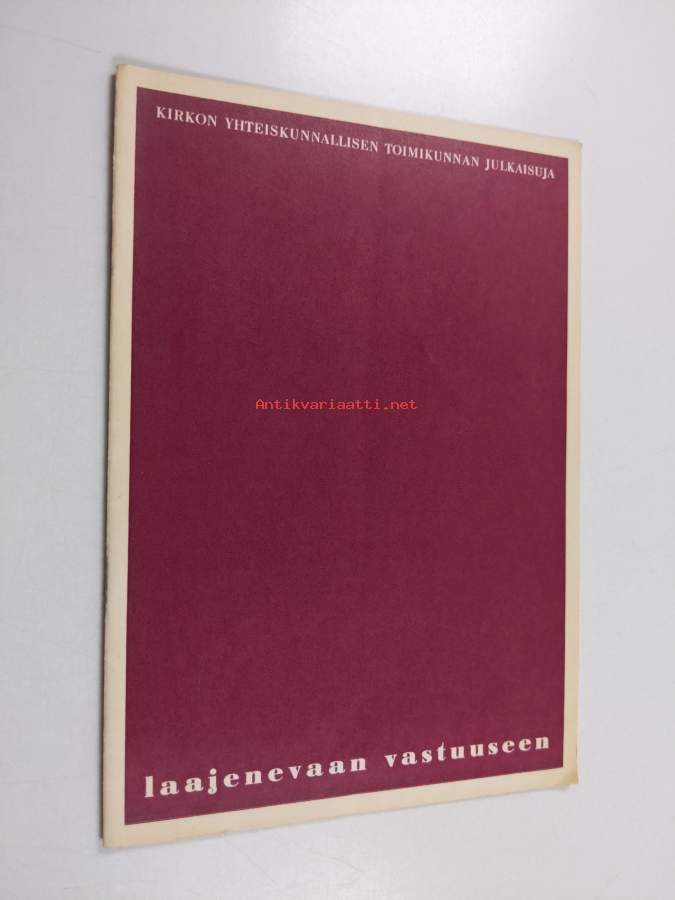 KIRKON YHTEISKUNNALLISEN TOIMIKUNNAN JULKAISUJA
Antikvariaatti.net
laajenevaan vastuuseen